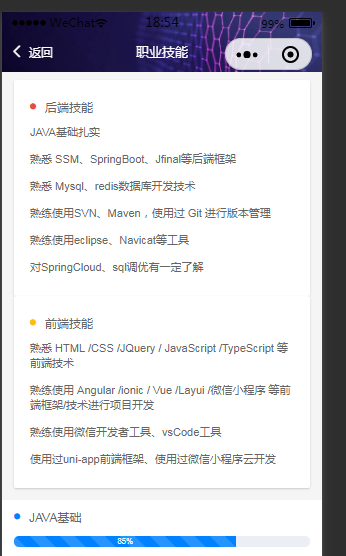 WeChat 18:54 99%
返回 职业技能
后端技能
JAVA基础扎实
熟悉 SSM、SpringBoot、Jfinal等后端框架
熟悉 Mysql、redis数据库开发技术
熟练使用SVN、Maven，使用过 Git 进行版本管理
熟练使用eclipse、Navicat等工具
对SpringCloud、sql调优有一定了解
前端技能
熟悉 HTML /CSS /JQuery / JavaScript /TypeScript 等
前端技术
熟练使用 Angular /ionic / Vue /Layui /微信小程序 等前
端框架/技术进行项目开发
熟练使用微信开发者工具、vsCode工具
使用过uni-app前端框架、使用过微信小程序云开发
JAVA基础
85%